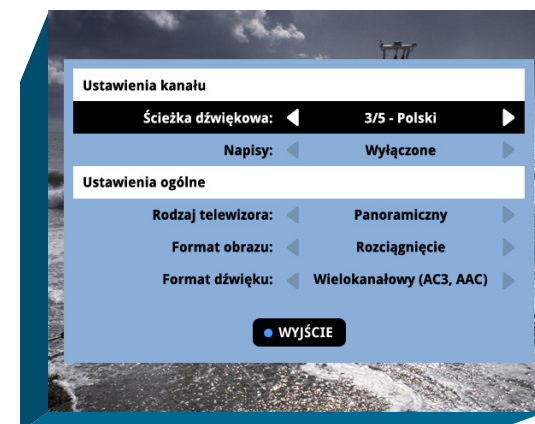 Ustawienia kanału
Ścieżka dźwiękowa: 3/5 - Polski
Napisy: Wyłączone
Ustawienia ogólne
Rodzaj telewizora: Panoramiczny
Format obrazu: Rozciągnięcie
Format dźwięku: Wielokanałowy (AC3, AAC)
WYJŚCIE